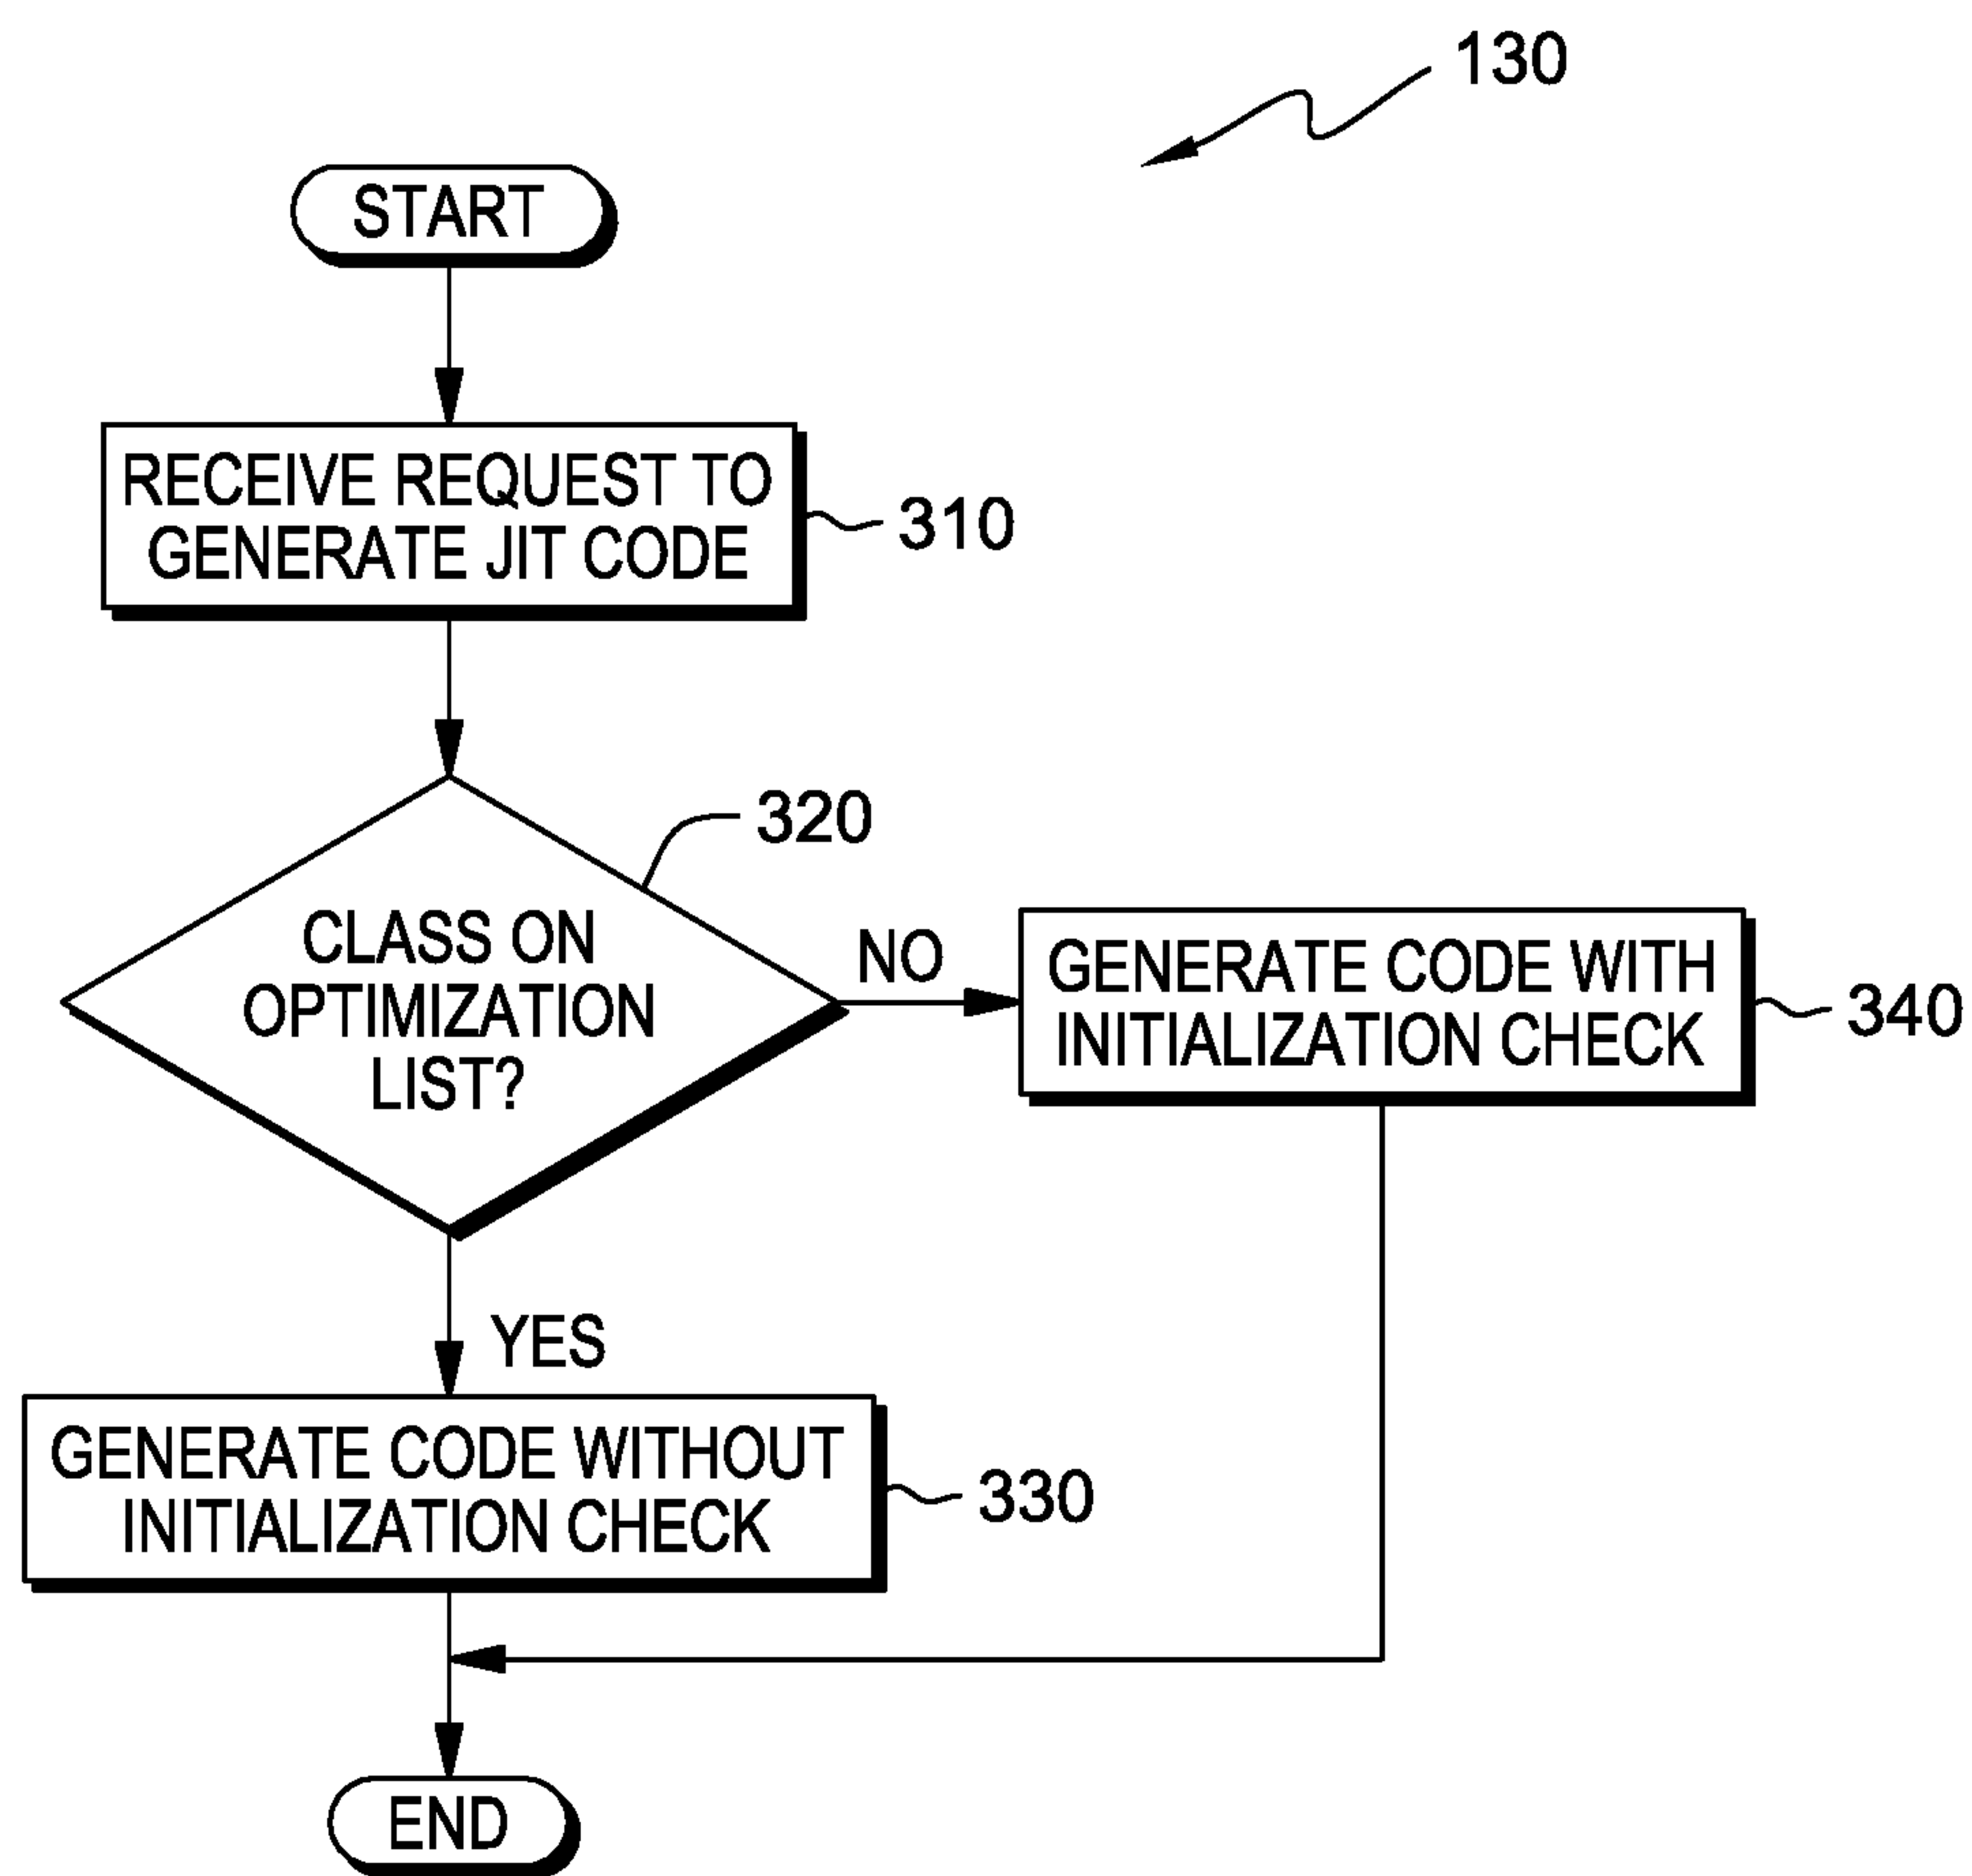 130
START
RECEIVE REQUEST TO
GENERATE JIT CODE
310
320
CLASS ON
OPTIMIZATION
LIST?
NO
GENERATE CODE WITH
INITIALIZATION CHECK
340
YES
GENERATE CODE WITHOUT
INITIALIZATION CHECK
330
END